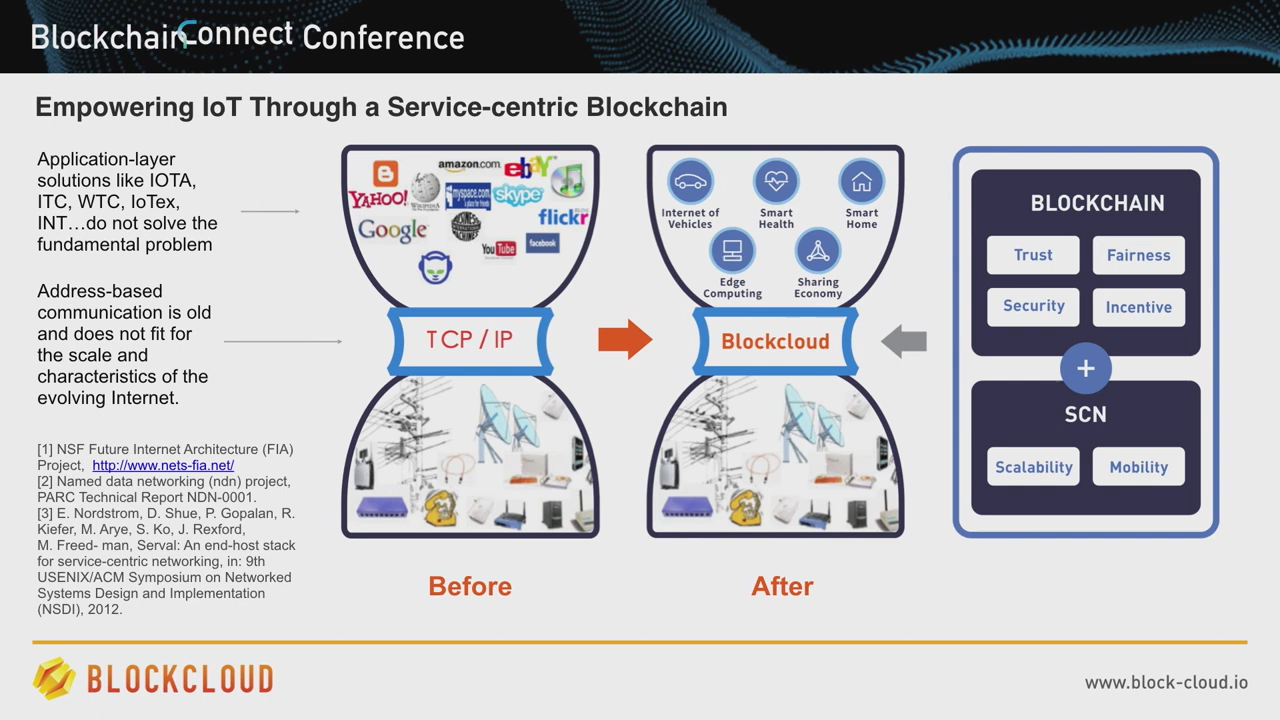 BlockchainConnect Conference
Empowering IoT Through a Service-centric Blockchain
Application-layer
solutions like IOTA,
ITC, WTC, IoTex,
INT…do not solve the
fundamental problem
Address-based
communication is old
and does not fit for
the scale and
characteristics of the
evolving Internet.
[1] NSF Future Internet Architecture (FIA)
Project, http://www.nets-fia.net/
[2] Named data networking (ndn) project,
PARC Technical Report NDN-0001.
[3] E. Nordstrom, D. Shue, P. Gopalan, R.
Kiefer, M. Arye, S. Ko, J. Rexford,
M. Freed- man, Serval: An end-host stack
for service-centric networking, in: 9th
USENIX/ACM Symposium on Networked
Systems Design and Implementation
(NSDI), 2012.
amazon.com
ebay
YAHOO!
WIKIPEDIA
myspace.com
a place for friends
skype
flickr
Google
YouTube
facebook
TCP / IP
Before
Internet of
Vehicles
Smart
Health
Smart
Home
Edge
Computing
Sharing
Economy
Blockcloud
After
BLOCKCHAIN
Trust
Fairness
Security
Incentive
+
SCN
Scalability
Mobility
BLOCKCLOUD
www.block-cloud.io